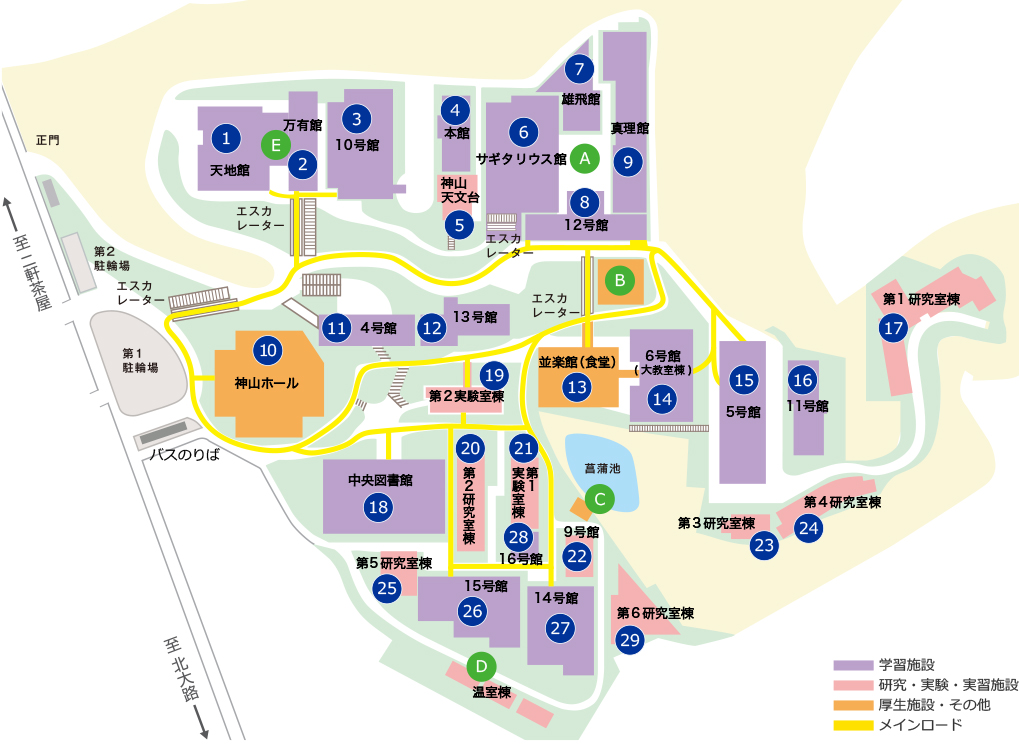 正門
至二軒茶屋
第2
駐輪場
エスカ
レーター
第1
駐輪場
バスのりば
至 北大路
1
天地館
E
万有館
2
3
10号館
エスカ
レーター
4
本館
神山
天文台
5
6
サギタリウス館
7
雄飛館
A
真理館
9
8
12号館
エスカ
レーター
エスカ
レーター
B
10
神山ホール
11
4号館
12
13号館
19
第2実験室棟
並楽館(食堂)
13
6号館
(大教室棟)
14
15
5号館
16
11号館
第1研究室棟
17
中央図書館
18
20
第2研究室棟
21
第1
実験室棟
28
16号館
菖蒲池
C
9号館
22
第3研究室棟
23
第4研究室棟
24
第5研究室棟
25
15号館
26
14号館
27
第6研究室棟
29
D
温室棟
学習施設
研究・実験・実習施設
厚生施設・その他
メインロード